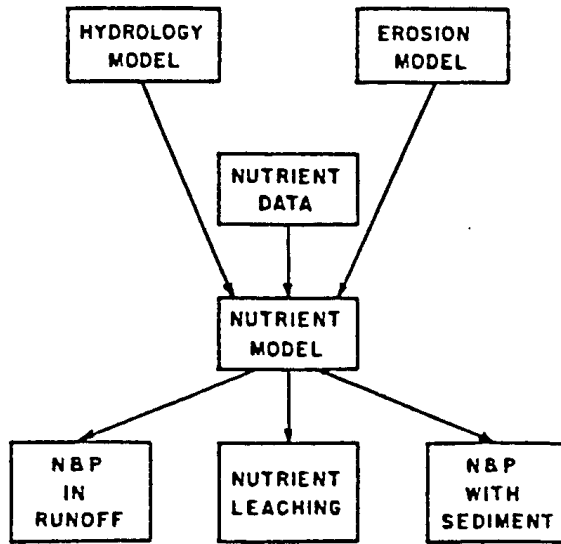 HYDROLOGY
MODEL
EROSION
MODEL
NUTRIENT
DATA
NUTRIENT
MODEL
N&P
IN
RUNOFF
NUTRIENT
LEACHING
N&P
WITH
SEDIMENT